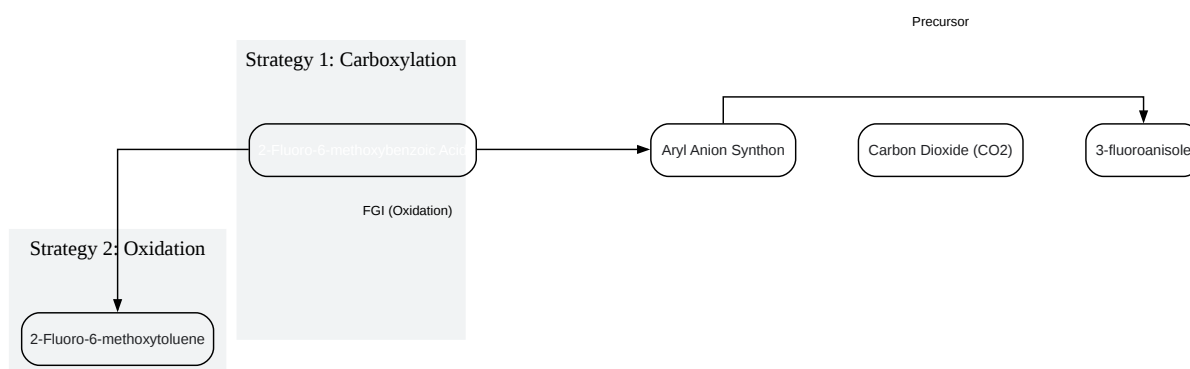 Precursor
Strategy 1: Carboxylation
2-Fluoro-6-methoxybenzoic Acid
Aryl Anion Synthon
Carbon Dioxide (CO2)
3-fluoroanisole
FGI (Oxidation)
Strategy 2: Oxidation
2-Fluoro-6-methoxytoluene